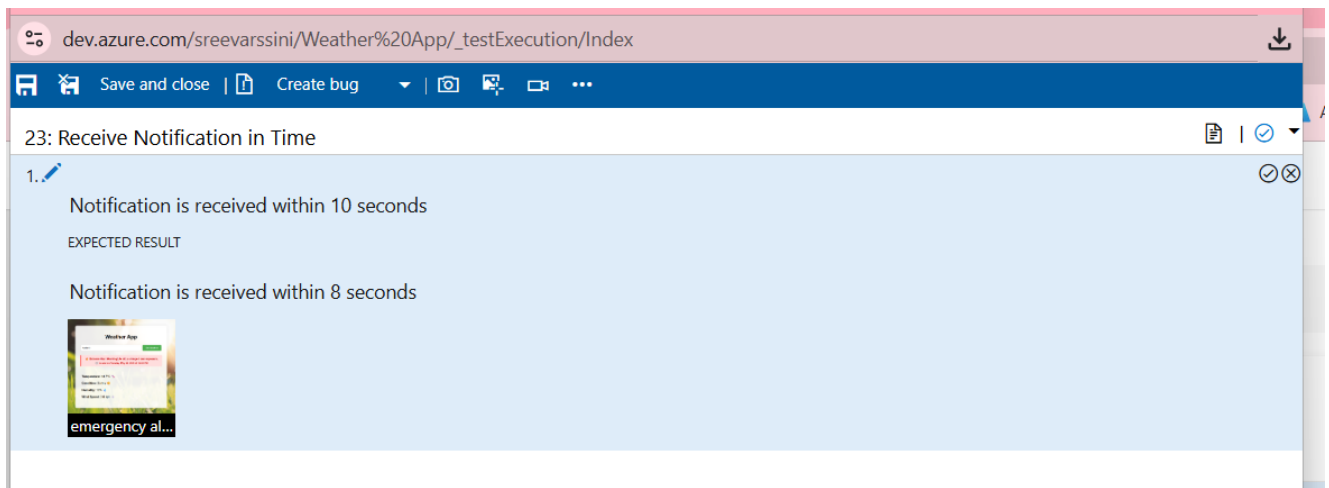 dev.azure.com/sreevarssini/Weather%20App/_testExecution/Index
Save and close | Create bug
23: Receive Notification in Time
1.
Notification is received within 10 seconds
EXPECTED RESULT
Notification is received within 8 seconds
Weather App
emergency al...